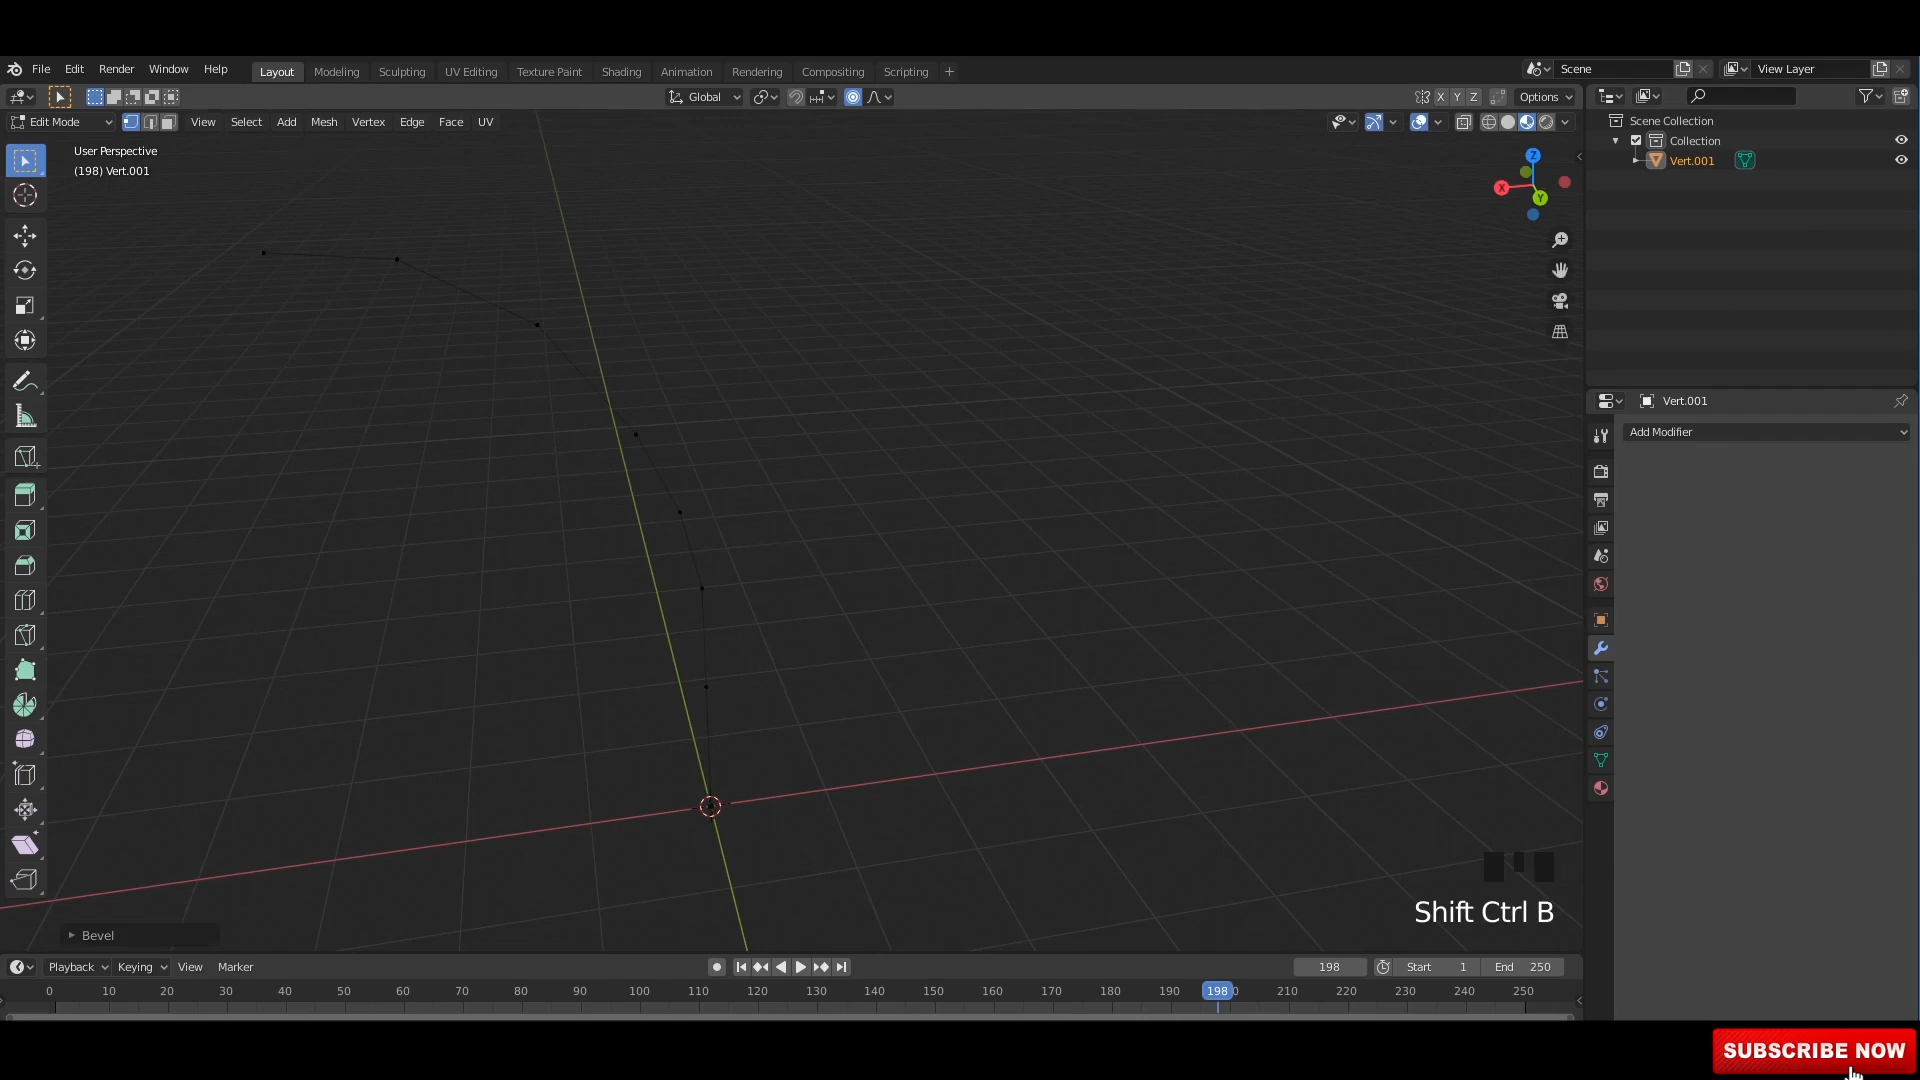 File Edit Render Window Help Layout Modeling Sculpting UV Editing Texture Paint Shading Animation Rendering Compositing Scripting + Scene View Layer
Global X Y Z Options
Edit Mode View Select Add Mesh Vertex Edge Face UV
Scene Collection
Collection
Vert.001
User Perspective
(198) Vert.001
Z
X
Y
Vert.001
Add Modifier
Shift Ctrl B
Bevel
Playback Keying View Marker 198 Start 1 End 250
0 10 20 30 40 50 60 70 80 90 100 110 120 130 140 150 160 170 180 190 198 0 210 220 230 240 250
SUBSCRIBE NOW